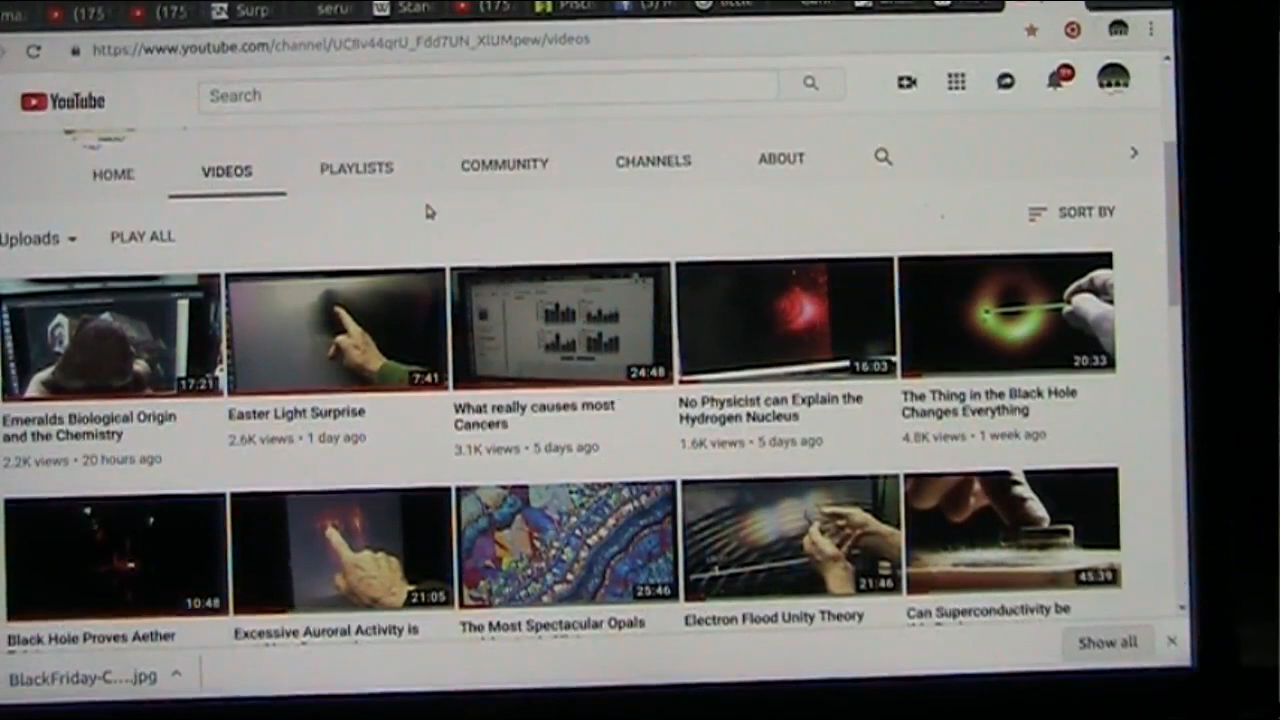 (175
(175
Surp
seru
Stan
(175
https://www.youtube.com/channel/
YouTube
Search
HOME
VIDEOS
PLAYLISTS
COMMUNITY
CHANNELS
ABOUT
Uploads
PLAY ALL
SORT BY
17:21
7:41
24:48
16:03
20:33
Emeralds Biological Origin
and the Chemistry
2.2K views • 20 hours ago
Easter Light Surprise
2.6K views • 1 day ago
What really causes most
Cancers
3.1K views • 5 days ago
No Physicist can Explain the
Hydrogen Nucleus
1.6K views • 5 days ago
The Thing in the Black Hole
Changes Everything
4.8K views • 1 week ago
10:48
21:05
25:46
21:46
45:39
Black Hole Proves Aether
Excessive Auroral Activity is
The Most Spectacular Opals
Electron Flood Unity Theory
Can Superconductivity be
BlackFriday-C....jpg
Show all